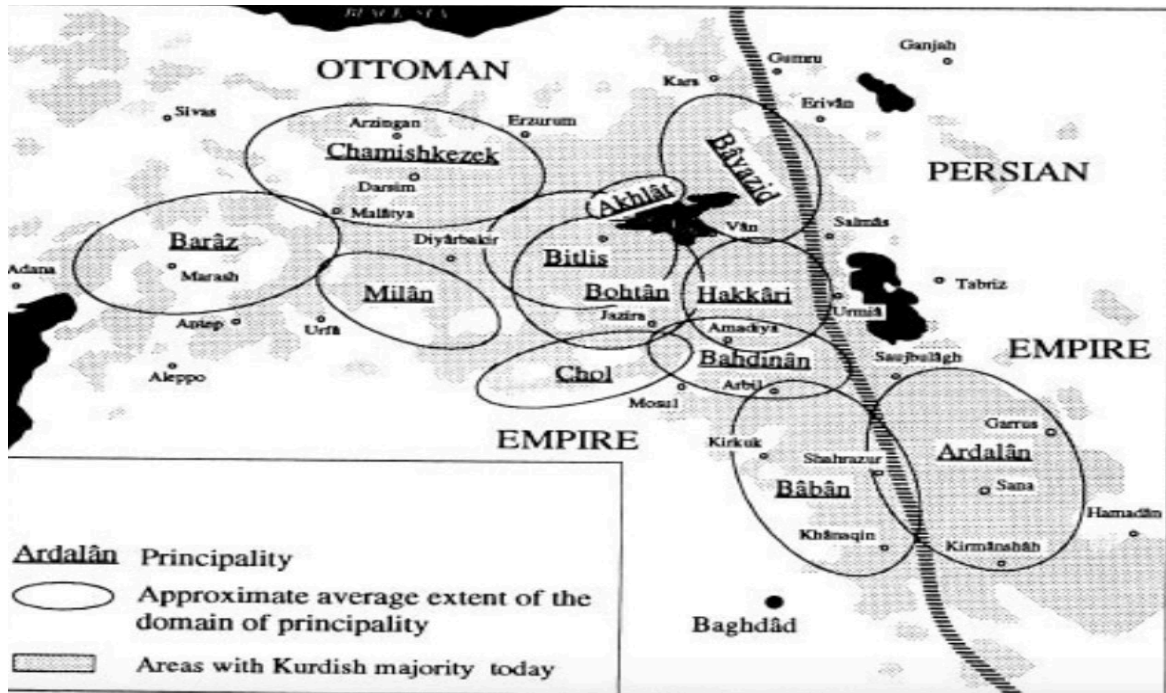 BLACK SEA
Ganjah
OTTOMAN
Gumru
Kars
Sivas
Erivân
Arzingan
Erzurum
Chamishkezek
Bâyazid
PERSIAN
Darsim
Akhlât
Malâtya
Vân
Salmâs
Barâz
Diyârbakir
Bitlis
Adana
Marash
Milân
Bohtân
Hakkâri
Tabriz
Urmiâ
Antep
Urfâ
Jazira
Amadiya
EMPIRE
Saujbulâgh
Bahdinân
Aleppo
Chol
Arbil
Mosul
Garrus
EMPIRE
Kirkuk
Ardalân
Shahrazur
Sana
Bâbân
Hamadân
Khânaqin
Kirmânshâh
Ardalân Principality
Approximate average extent of the
domain of principality
Baghdâd
Areas with Kurdish majority today